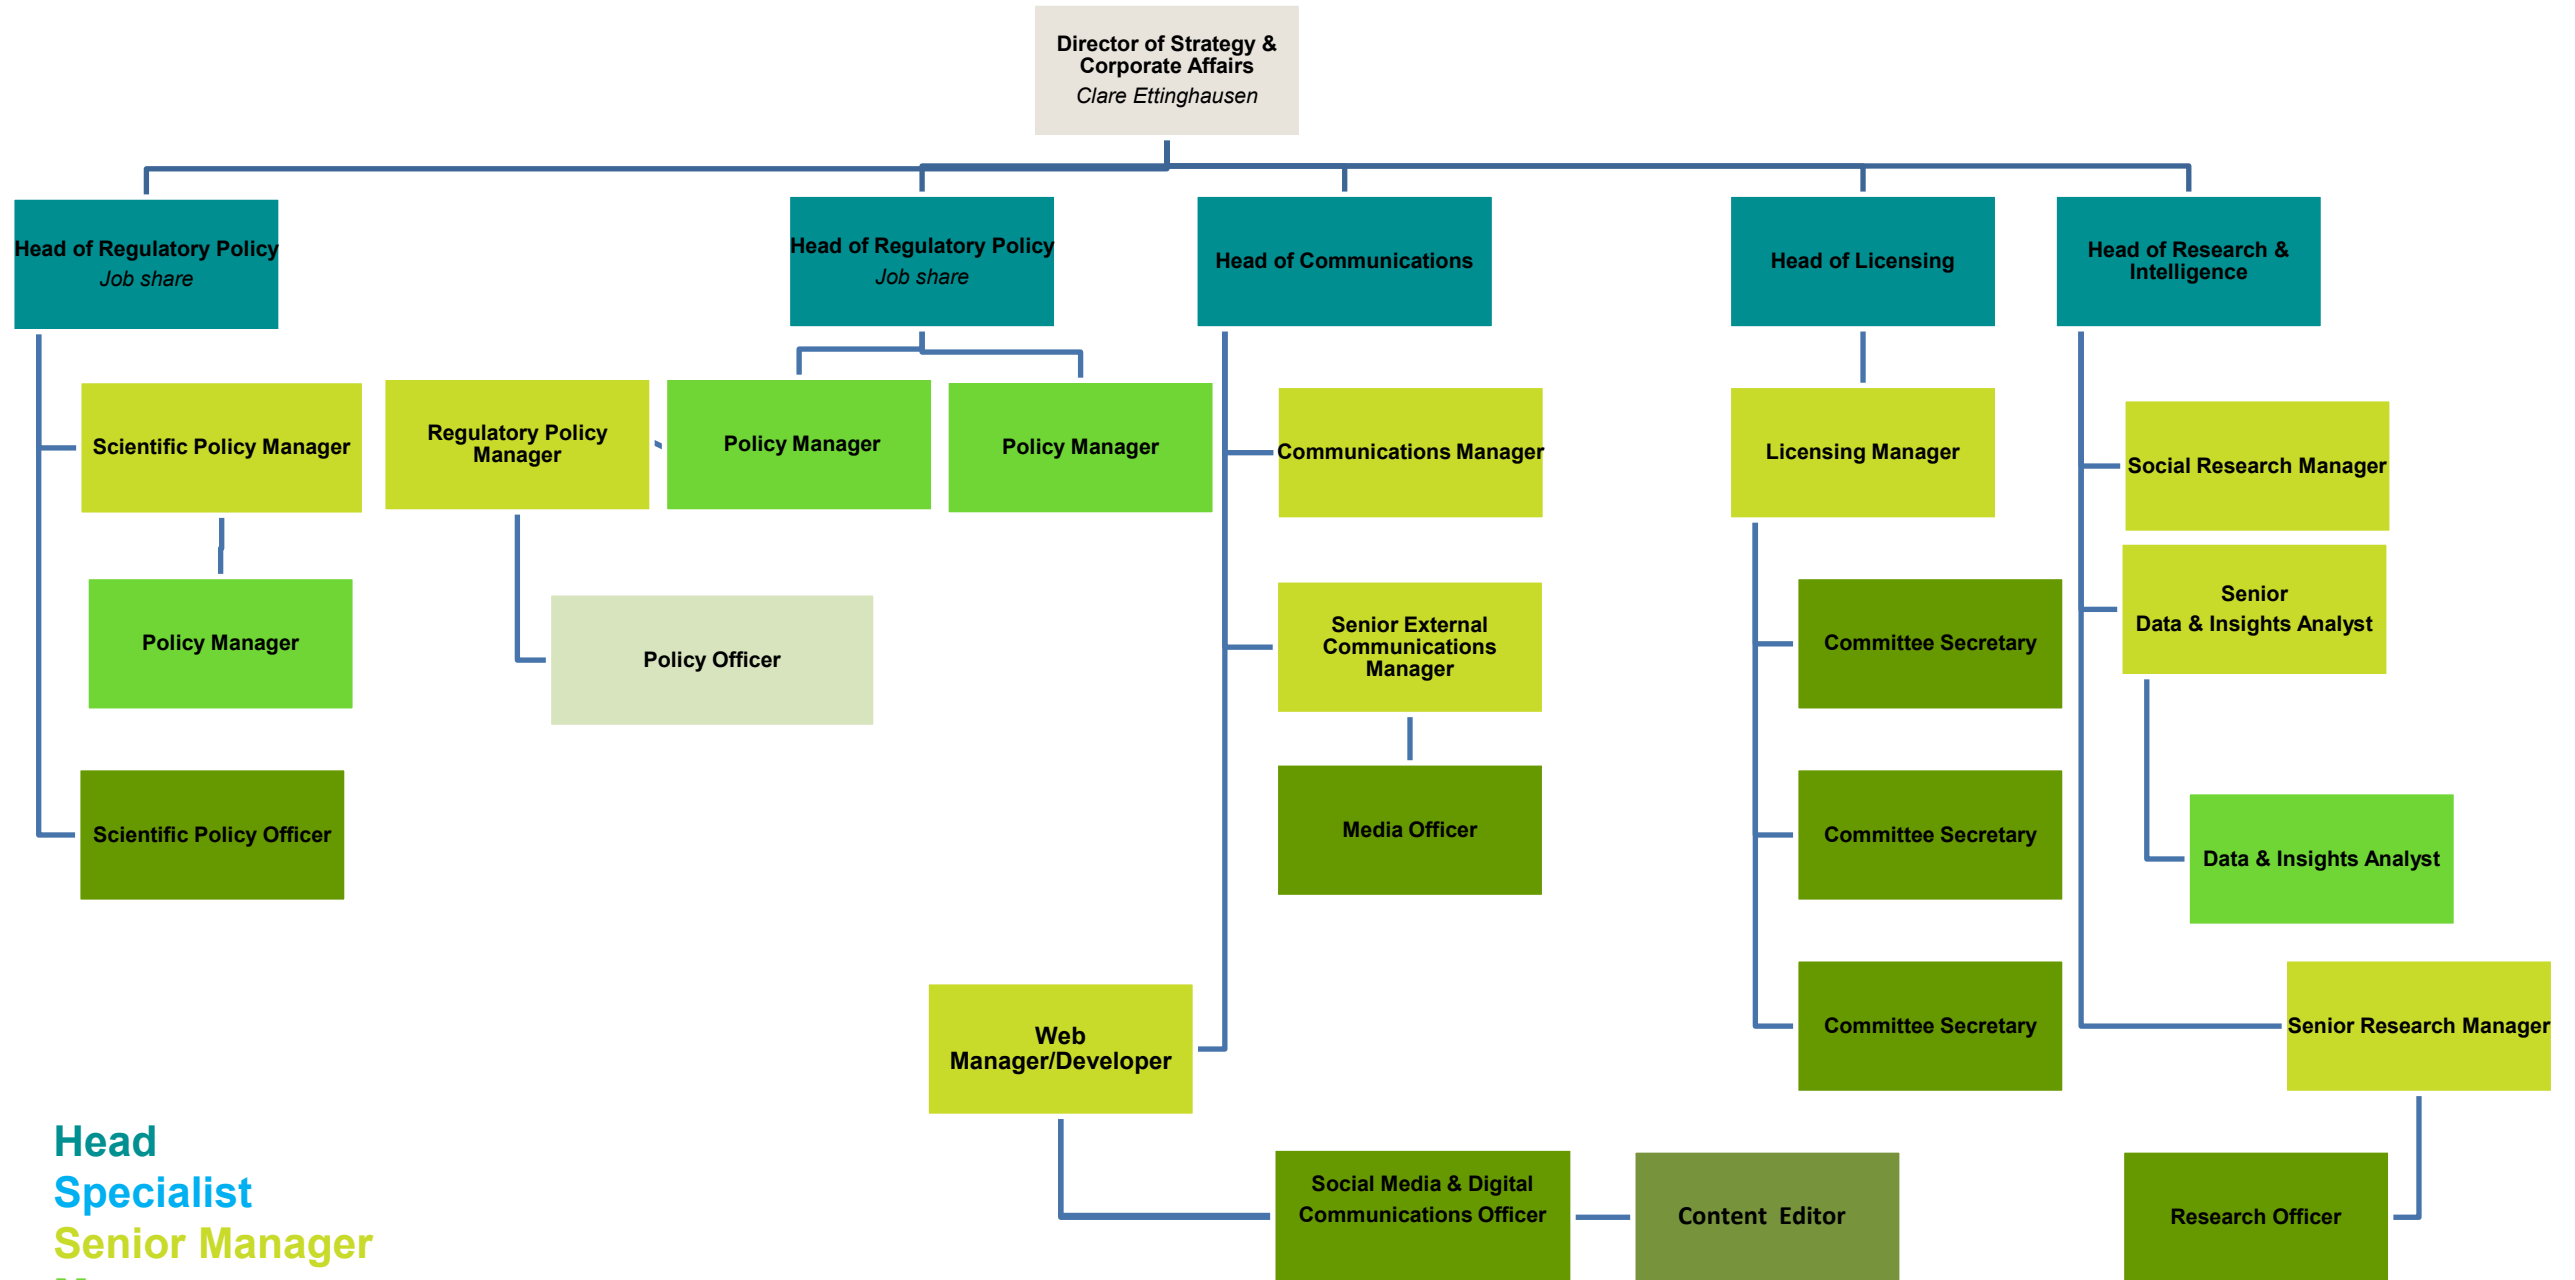 Director of Strategy &
Corporate Affairs
Clare Ettinghausen
Head of Regulatory Policy
Job share
Head of Regulatory Policy
Job share
Head of Communications
Head of Licensing
Head of Research &
Intelligence
Scientific Policy Manager
Regulatory Policy
Manager
Policy Manager
Policy Manager
Communications Manager
Licensing Manager
Social Research Manager
Policy Manager
Policy Officer
Senior External
Communications
Manager
Committee Secretary
Senior
Data & Insights Analyst
Scientific Policy Officer
Media Officer
Committee Secretary
Data & Insights Analyst
Web
Manager/Developer
Committee Secretary
Senior Research Manager
Social Media & Digital
Communications Officer
Content Editor
Research Officer
Head
Specialist
Senior Manager